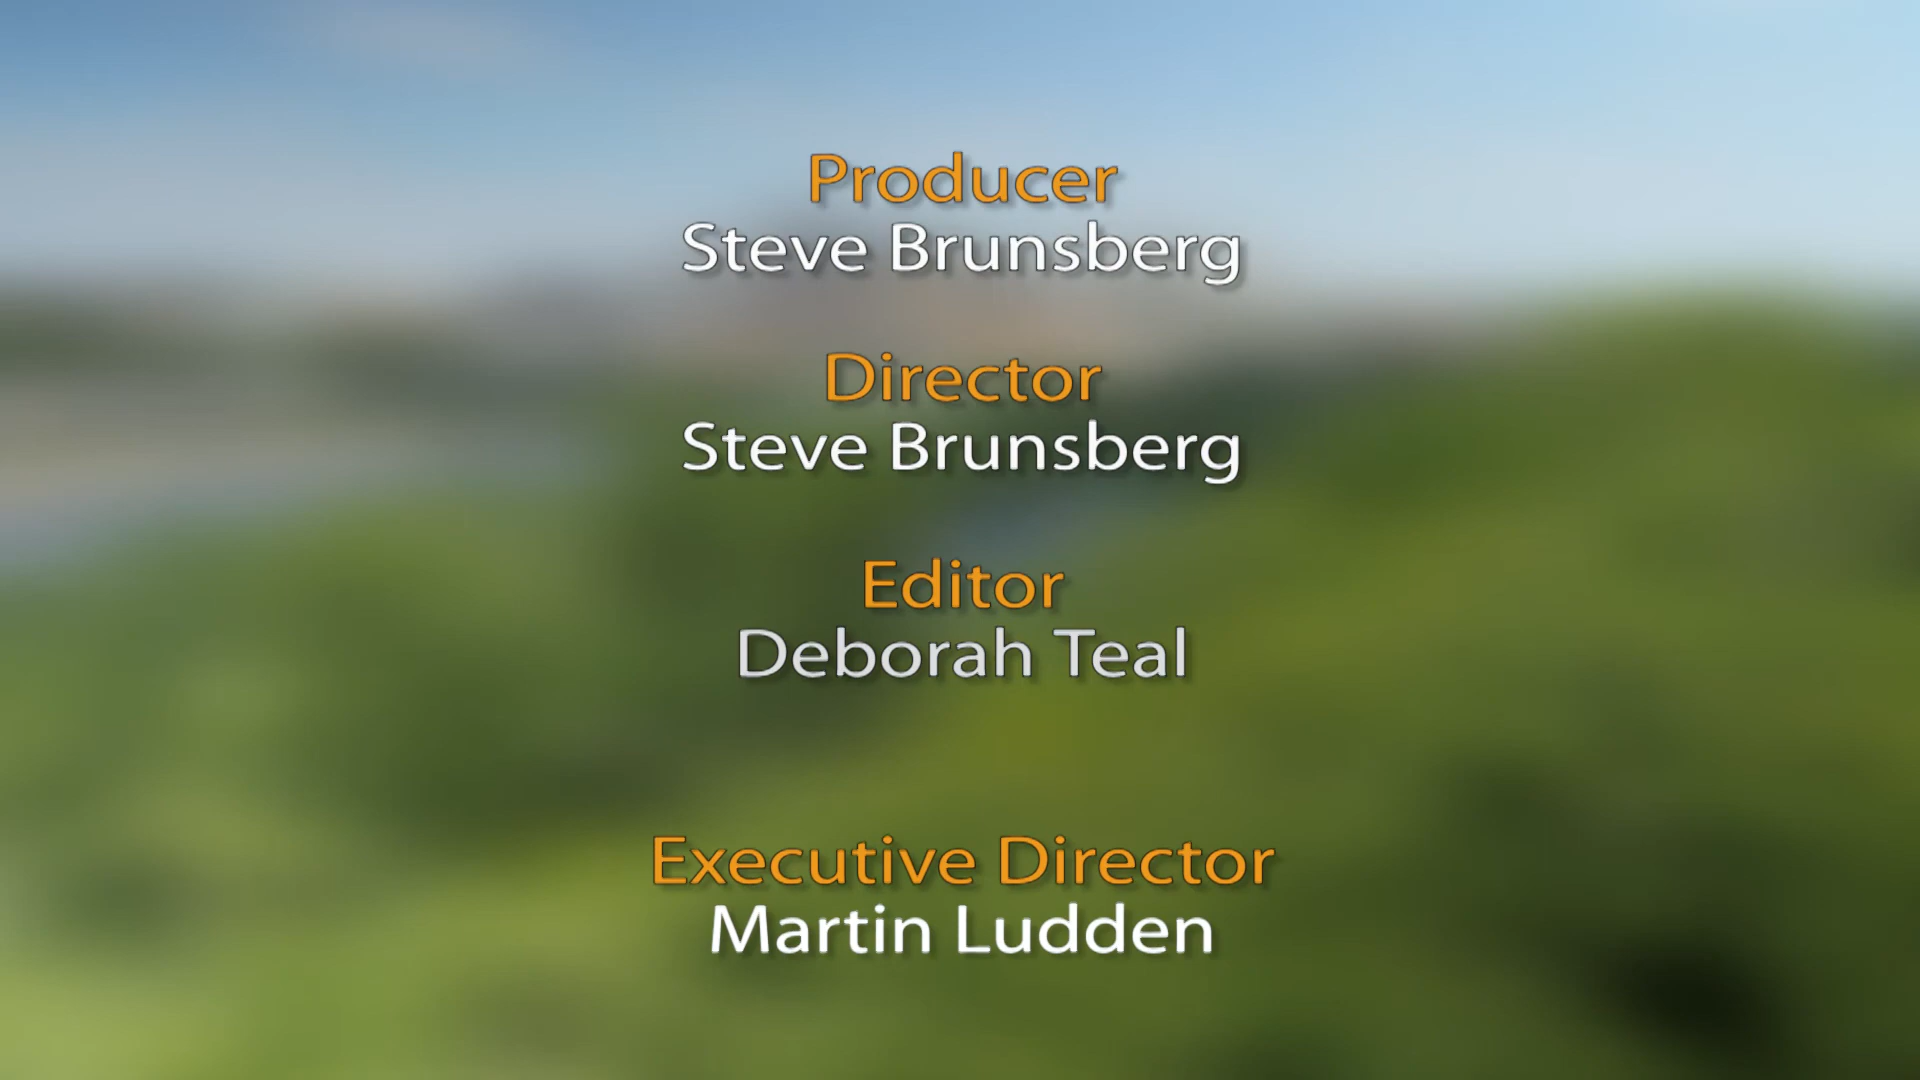 Producer
Steve Brunsberg
Director
Steve Brunsberg
Editor
Deborah Teal
Executive Director
Martin Ludden